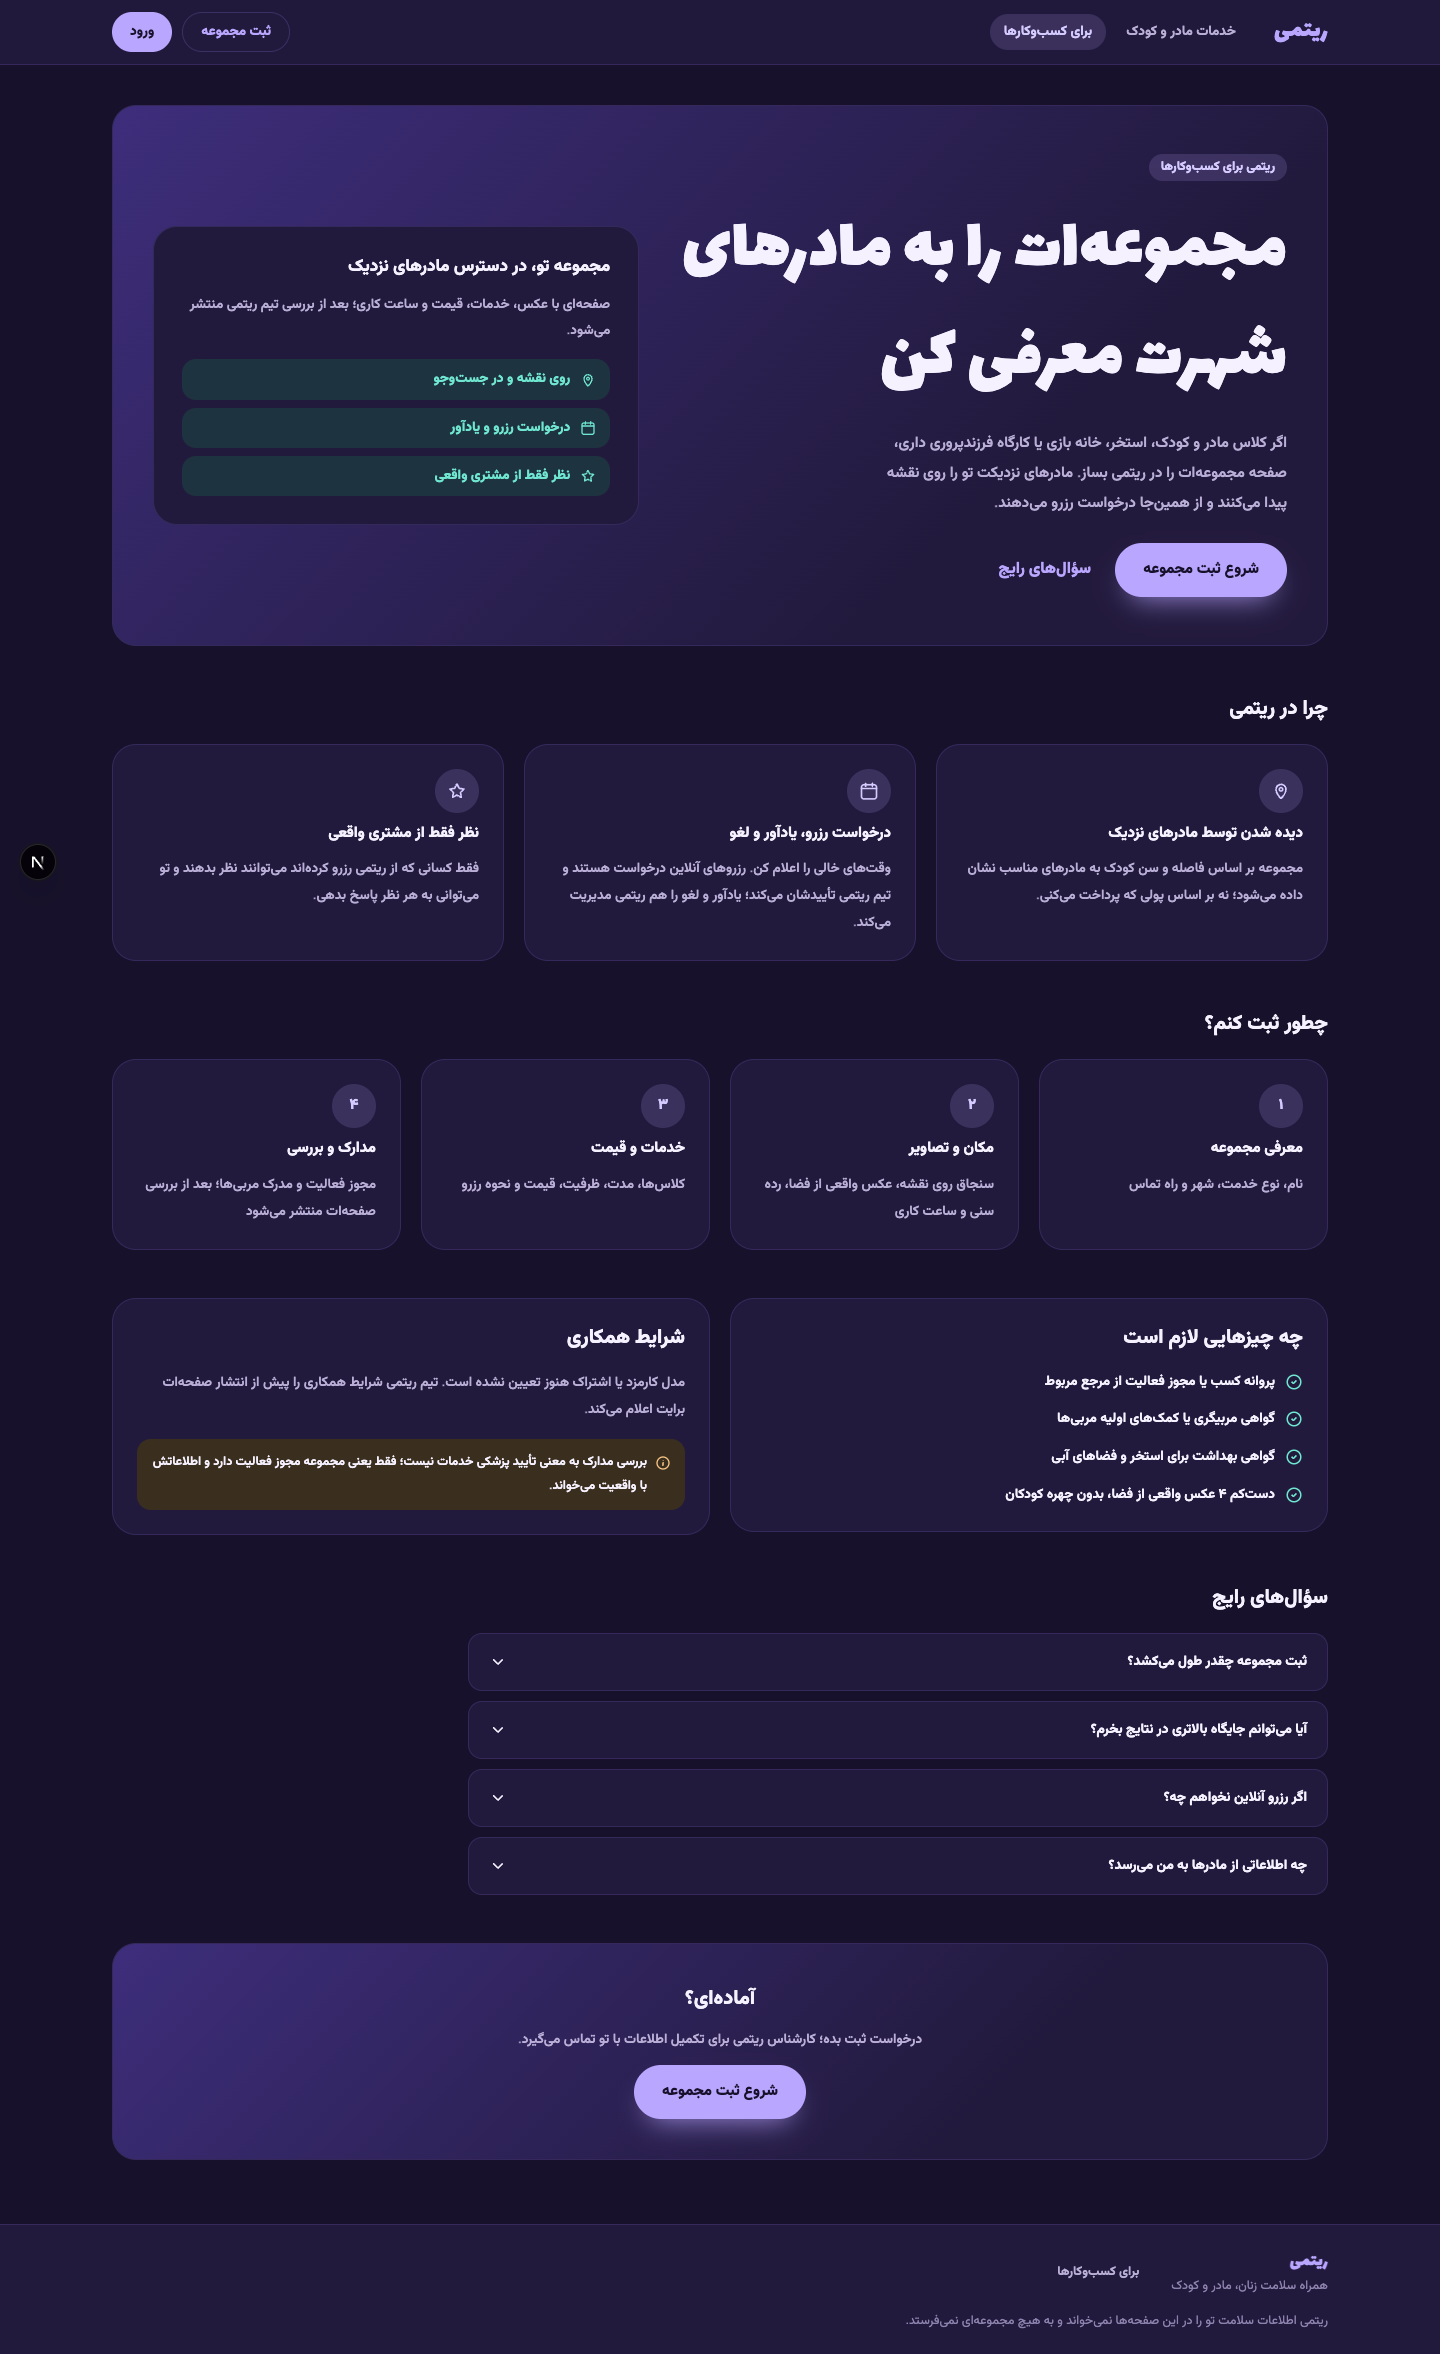 ریتمی
خدمات مادر و کودک
برای کسب‌وکارها
ثبت مجموعه
ورود
ریتمی برای کسب‌وکارها
مجموعه‌ات را به مادرهای
شهرت معرفی کن
اگر کلاس مادر و کودک، استخر، خانه بازی یا کارگاه فرزندپروری داری،
صفحه مجموعه‌ات را در ریتمی بساز. مادرهای نزدیکت تو را روی نقشه
پیدا می‌کنند و از همین‌جا درخواست رزرو می‌دهند.
شروع ثبت مجموعه
سؤال‌های رایج
مجموعه تو، در دسترس مادرهای نزدیک
صفحه‌ای با عکس، خدمات، قیمت و ساعت کاری؛ بعد از بررسی تیم ریتمی منتشر
می‌شود.
روی نقشه و در جست‌وجو
درخواست رزرو و یادآور
نظر فقط از مشتری واقعی
چرا در ریتمی
دیده شدن توسط مادرهای نزدیک
مجموعه بر اساس فاصله و سن کودک به مادرهای مناسب نشان
داده می‌شود؛ نه بر اساس پولی که پرداخت می‌کنی.
درخواست رزرو، یادآور و لغو
وقت‌های خالی را اعلام کن. رزروهای آنلاین درخواست هستند و
تیم ریتمی تأییدشان می‌کند؛ یادآور و لغو را هم ریتمی مدیریت
می‌کند.
نظر فقط از مشتری واقعی
فقط کسانی که از ریتمی رزرو کرده‌اند می‌توانند نظر بدهند و تو
می‌توانی به هر نظر پاسخ بدهی.
چطور ثبت کنم؟
۱
معرفی مجموعه
نام، نوع خدمت، شهر و راه تماس
۲
مکان و تصاویر
سنجاق روی نقشه، عکس واقعی از فضا، رده
سنی و ساعت کاری
۳
خدمات و قیمت
کلاس‌ها، مدت، ظرفیت، قیمت و نحوه رزرو
۴
مدارک و بررسی
مجوز فعالیت و مدرک مربی‌ها؛ بعد از بررسی
صفحه‌ات منتشر می‌شود
چه چیزهایی لازم است
پروانه کسب یا مجوز فعالیت از مرجع مربوط
گواهی مربیگری یا کمک‌های اولیه مربی‌ها
گواهی بهداشت برای استخر و فضاهای آبی
دست‌کم ۴ عکس واقعی از فضا، بدون چهره کودکان
شرایط همکاری
مدل کارمزد یا اشتراک هنوز تعیین نشده است. تیم ریتمی شرایط همکاری را پیش از انتشار صفحه‌ات
برایت اعلام می‌کند.
بررسی مدارک به معنی تأیید پزشکی خدمات نیست؛ فقط یعنی مجموعه مجوز فعالیت دارد و اطلاعاتش
با واقعیت می‌خواند.
سؤال‌های رایج
ثبت مجموعه چقدر طول می‌کشد؟
آیا می‌توانم جایگاه بالاتری در نتایج بخرم؟
اگر رزرو آنلاین نخواهم چه؟
چه اطلاعاتی از مادرها به من می‌رسد؟
آماده‌ای؟
درخواست ثبت بده؛ کارشناس ریتمی برای تکمیل اطلاعات با تو تماس می‌گیرد.
شروع ثبت مجموعه
ریتمی
همراه سلامت زنان، مادر و کودک
برای کسب‌وکارها
ریتمی اطلاعات سلامت تو را در این صفحه‌ها نمی‌خواند و به هیچ مجموعه‌ای نمی‌فرستد.
N